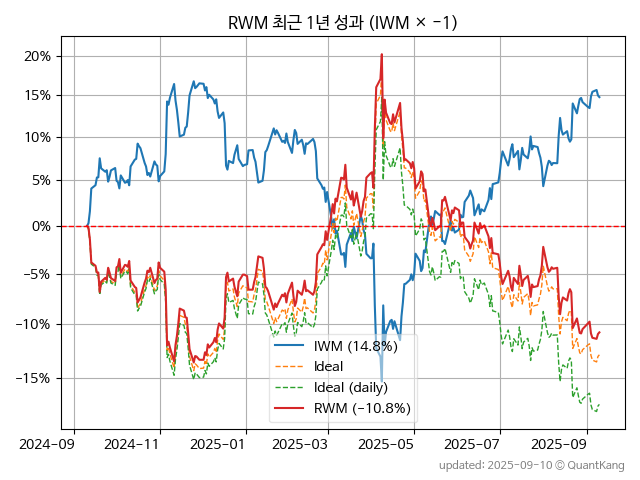 RWM 최근 1년 성과 (IWM × −1)
20%
15%
10%
5%
0%
−5%
−10%
−15%
IWM (14.8%)
Ideal
Ideal (daily)
RWM (−10.8%)
2024-09 2024-11 2025-01 2025-03 2025-05 2025-07 2025-09
updated: 2025-09-10 ⓒ QuantKang